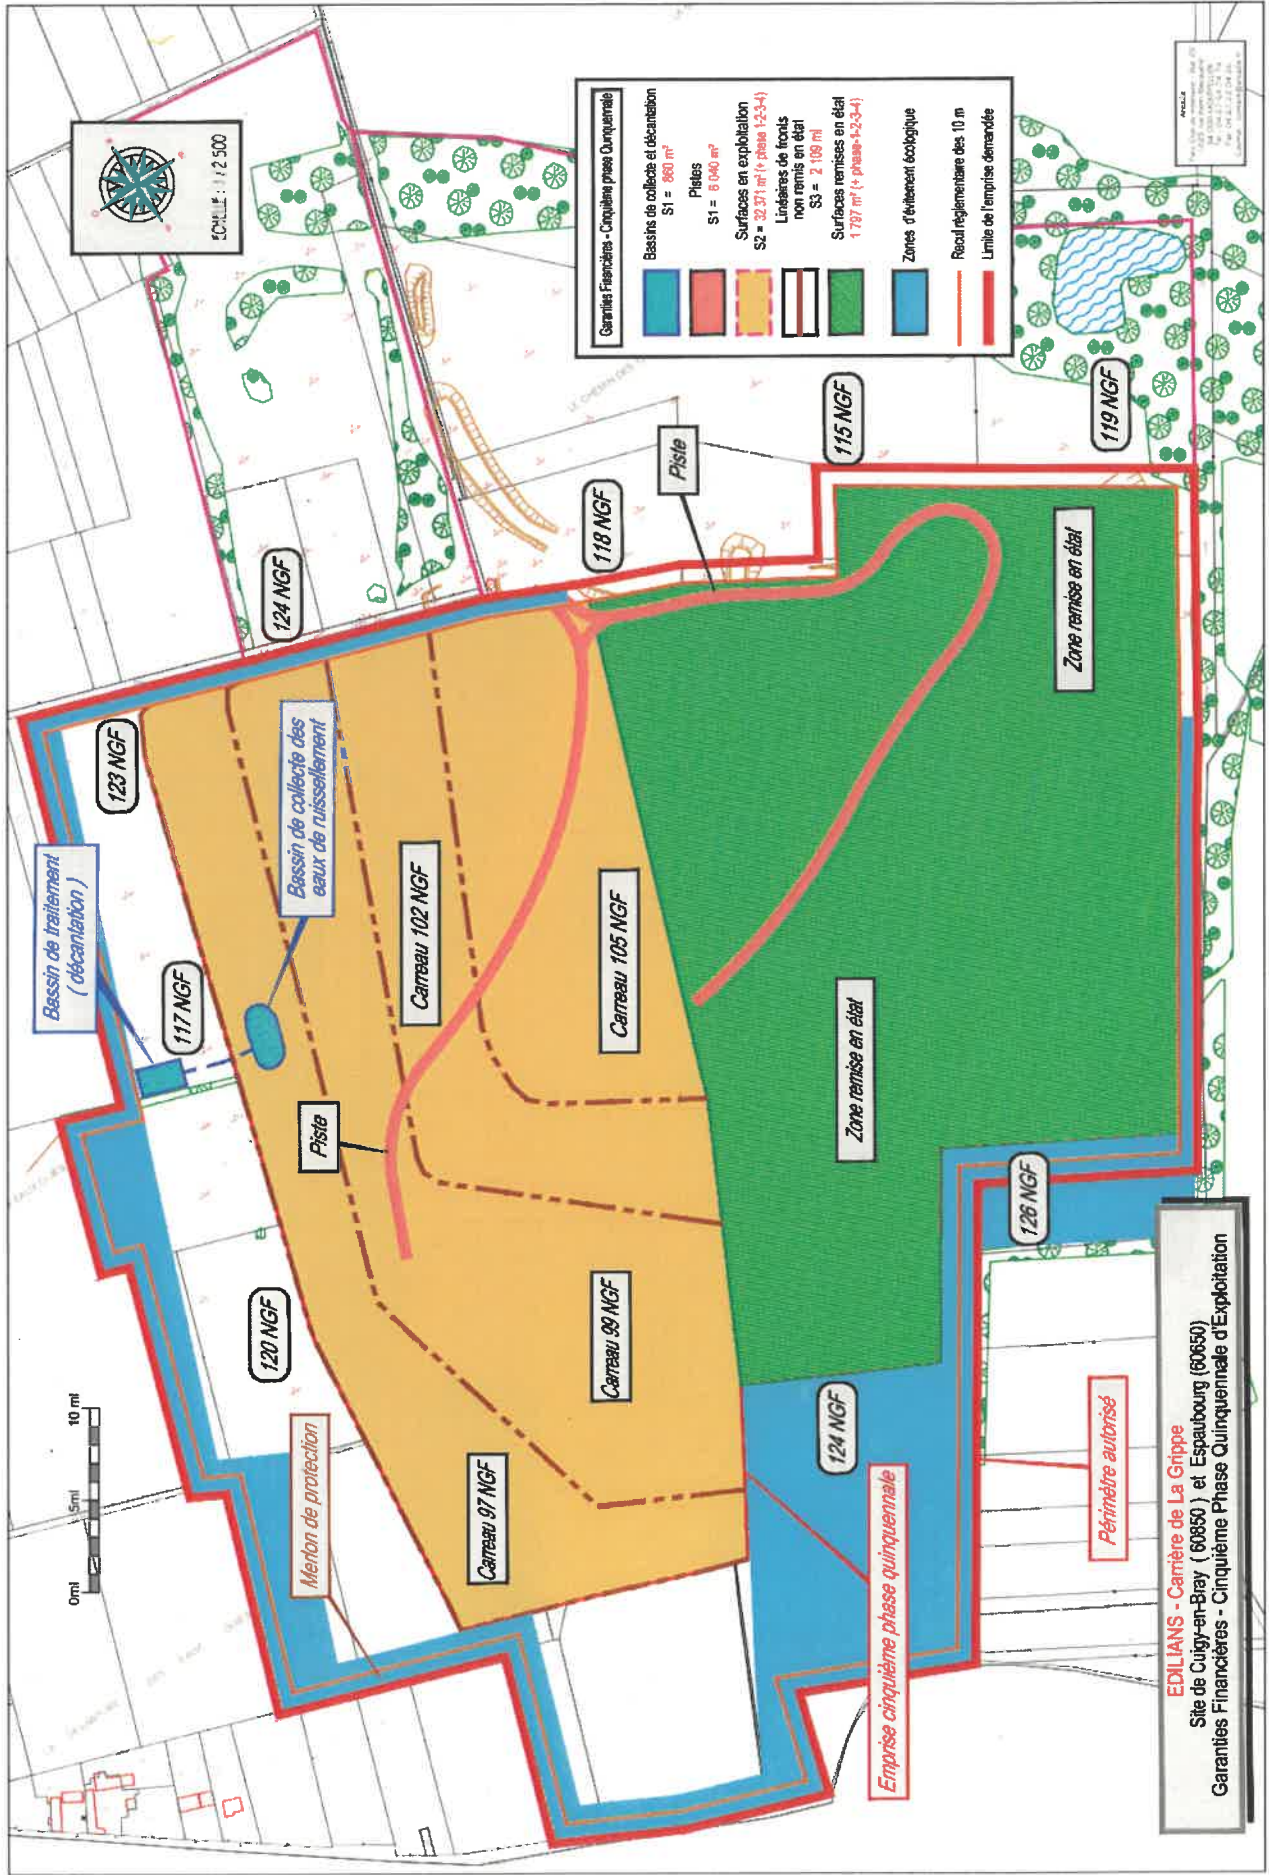 ECHELLE : 1 / 2 500
Garanties Financières - Cinquième phase Quinquennale
Bassins de collecte et décantation
S1 = 860 m²
Pistes
S1 = 6 040 m²
Surfaces en exploitation
S2 = 32 371 m² (+ phase 1-2-3-4)
Linéaires de fronts
non remis en état
S3 = 2 109 ml
Surfaces remises en état
1 797 m² (+ phase-1-2-3-4)
Zones d'évitement écologique
Recul réglementaire des 10 m
Limite de l'emprise demandée
0ml
5ml
10 ml
Bassin de traitement
( décantation )
123 NGF
124 NGF
117 NGF
Bassin de collecte des
eaux de ruissellement
118 NGF
LE CHEMIN DES
Piste
115 NGF
119 NGF
120 NGF
Piste
Carreau 102 NGF
Carreau 105 NGF
Zone remise en état
Merlon de protection
Carreau 97 NGF
Carreau 99 NGF
Zone remise en état
124 NGF
126 NGF
Emprise cinquième phase quinquennale
Périmètre autorisé
EDILIANS - Carrière de La Grippe
Site de Cuigy-en-Bray ( 60850 ) et Espaubourg (60650)
Garanties Financières - Cinquième Phase Quinquennale d'Exploitation